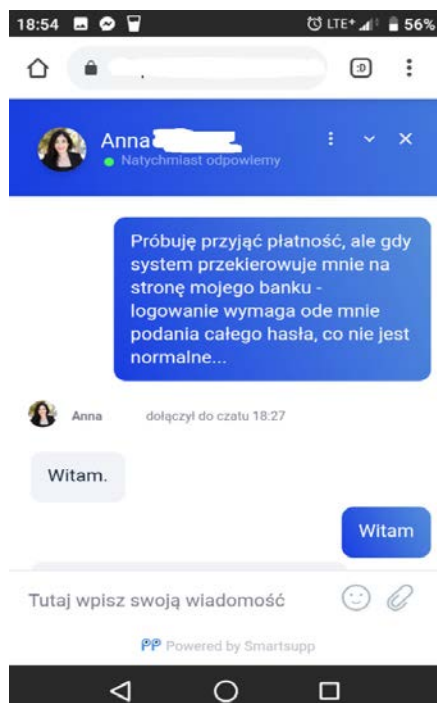 18:54 LTE+ 56%
:D
Anna
Natychmiast odpowiemy
Próbuję przyjąć płatność, ale gdy
system przekierowuje mnie na
stronę mojego banku -
logowanie wymaga ode mnie
podania całego hasła, co nie jest
normalne...
Anna dołączył do czatu 18:27
Witam.
Witam
Tutaj wpisz swoją wiadomość
Powered by Smartsupp